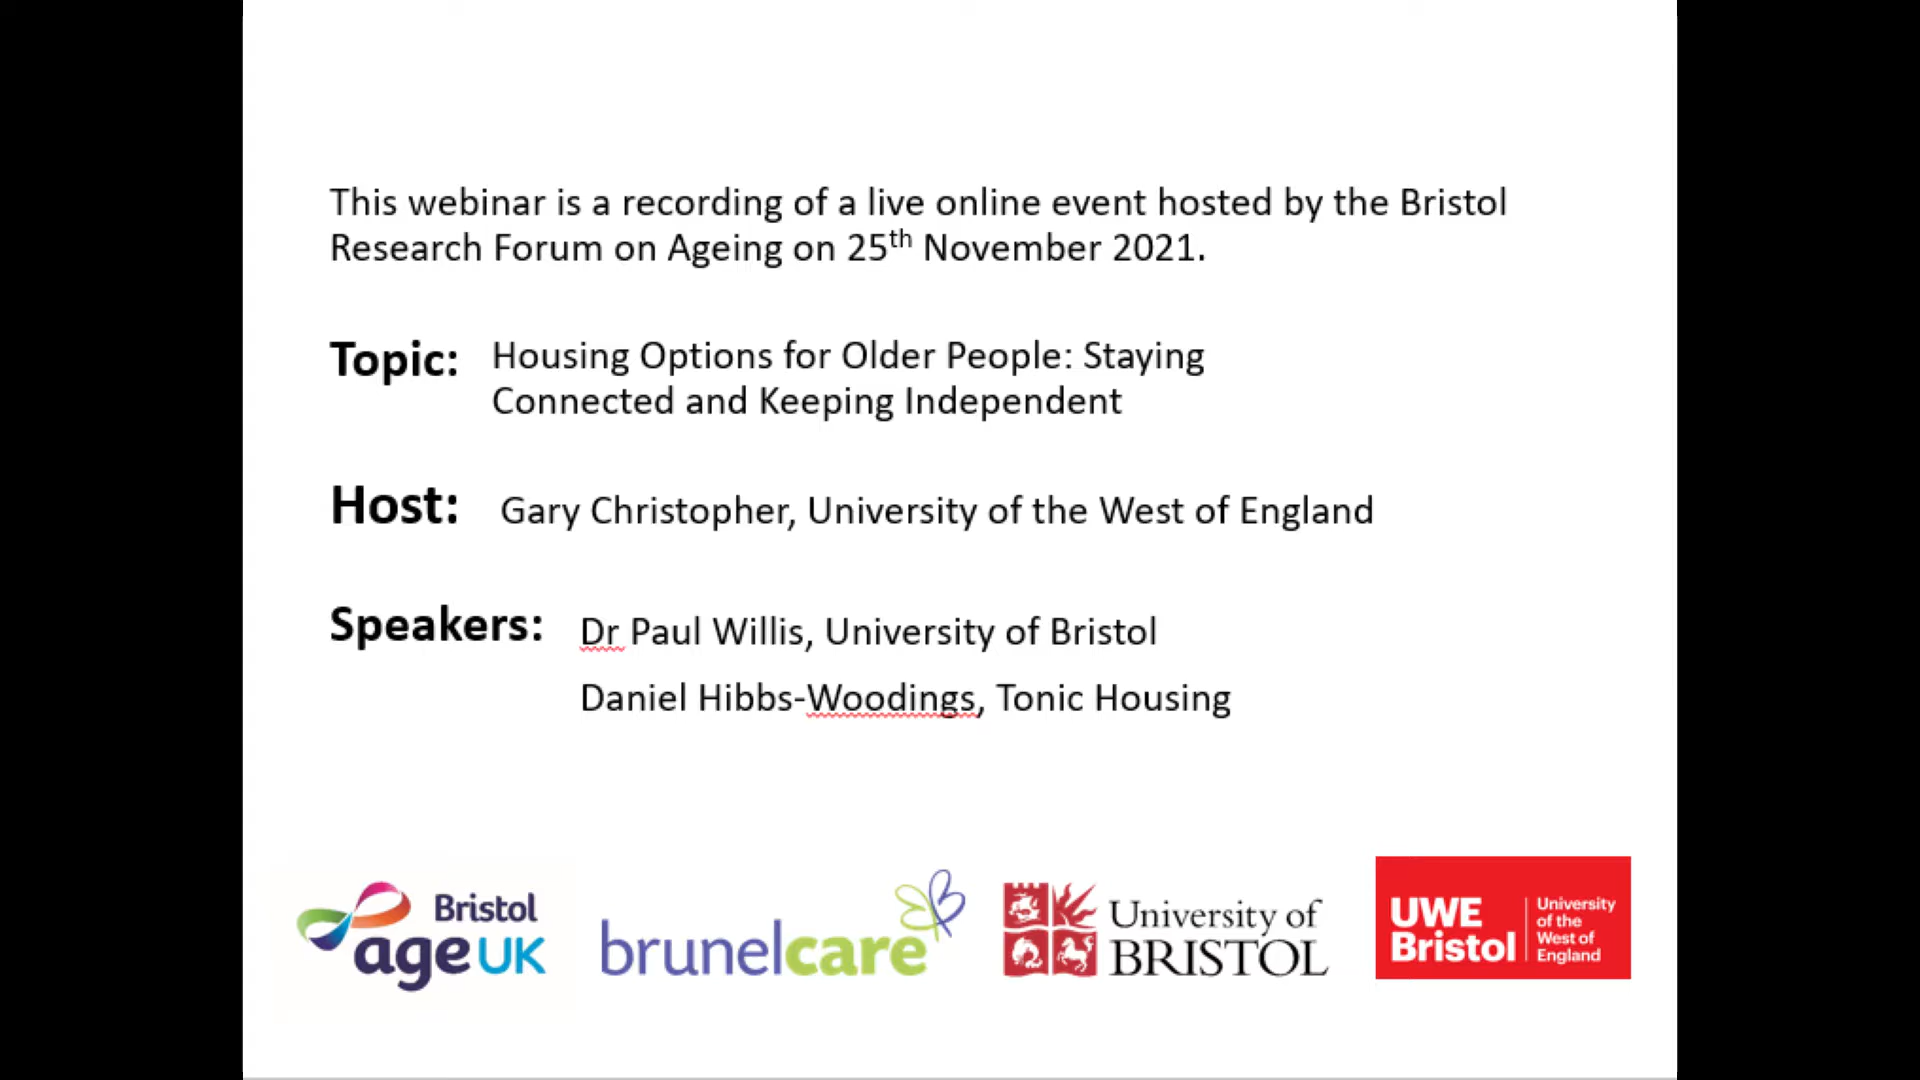 This webinar is a recording of a live online event hosted by the Bristol
Research Forum on Ageing on 25th November 2021.
Topic: Housing Options for Older People: Staying
Connected and Keeping Independent
Host: Gary Christopher, University of the West of England
Speakers: Dr Paul Willis, University of Bristol
Daniel Hibbs-Woodings, Tonic Housing
Bristol
ageUK
brunelcare
University of
BRISTOL
UWE
Bristol
University
of the
West of
England